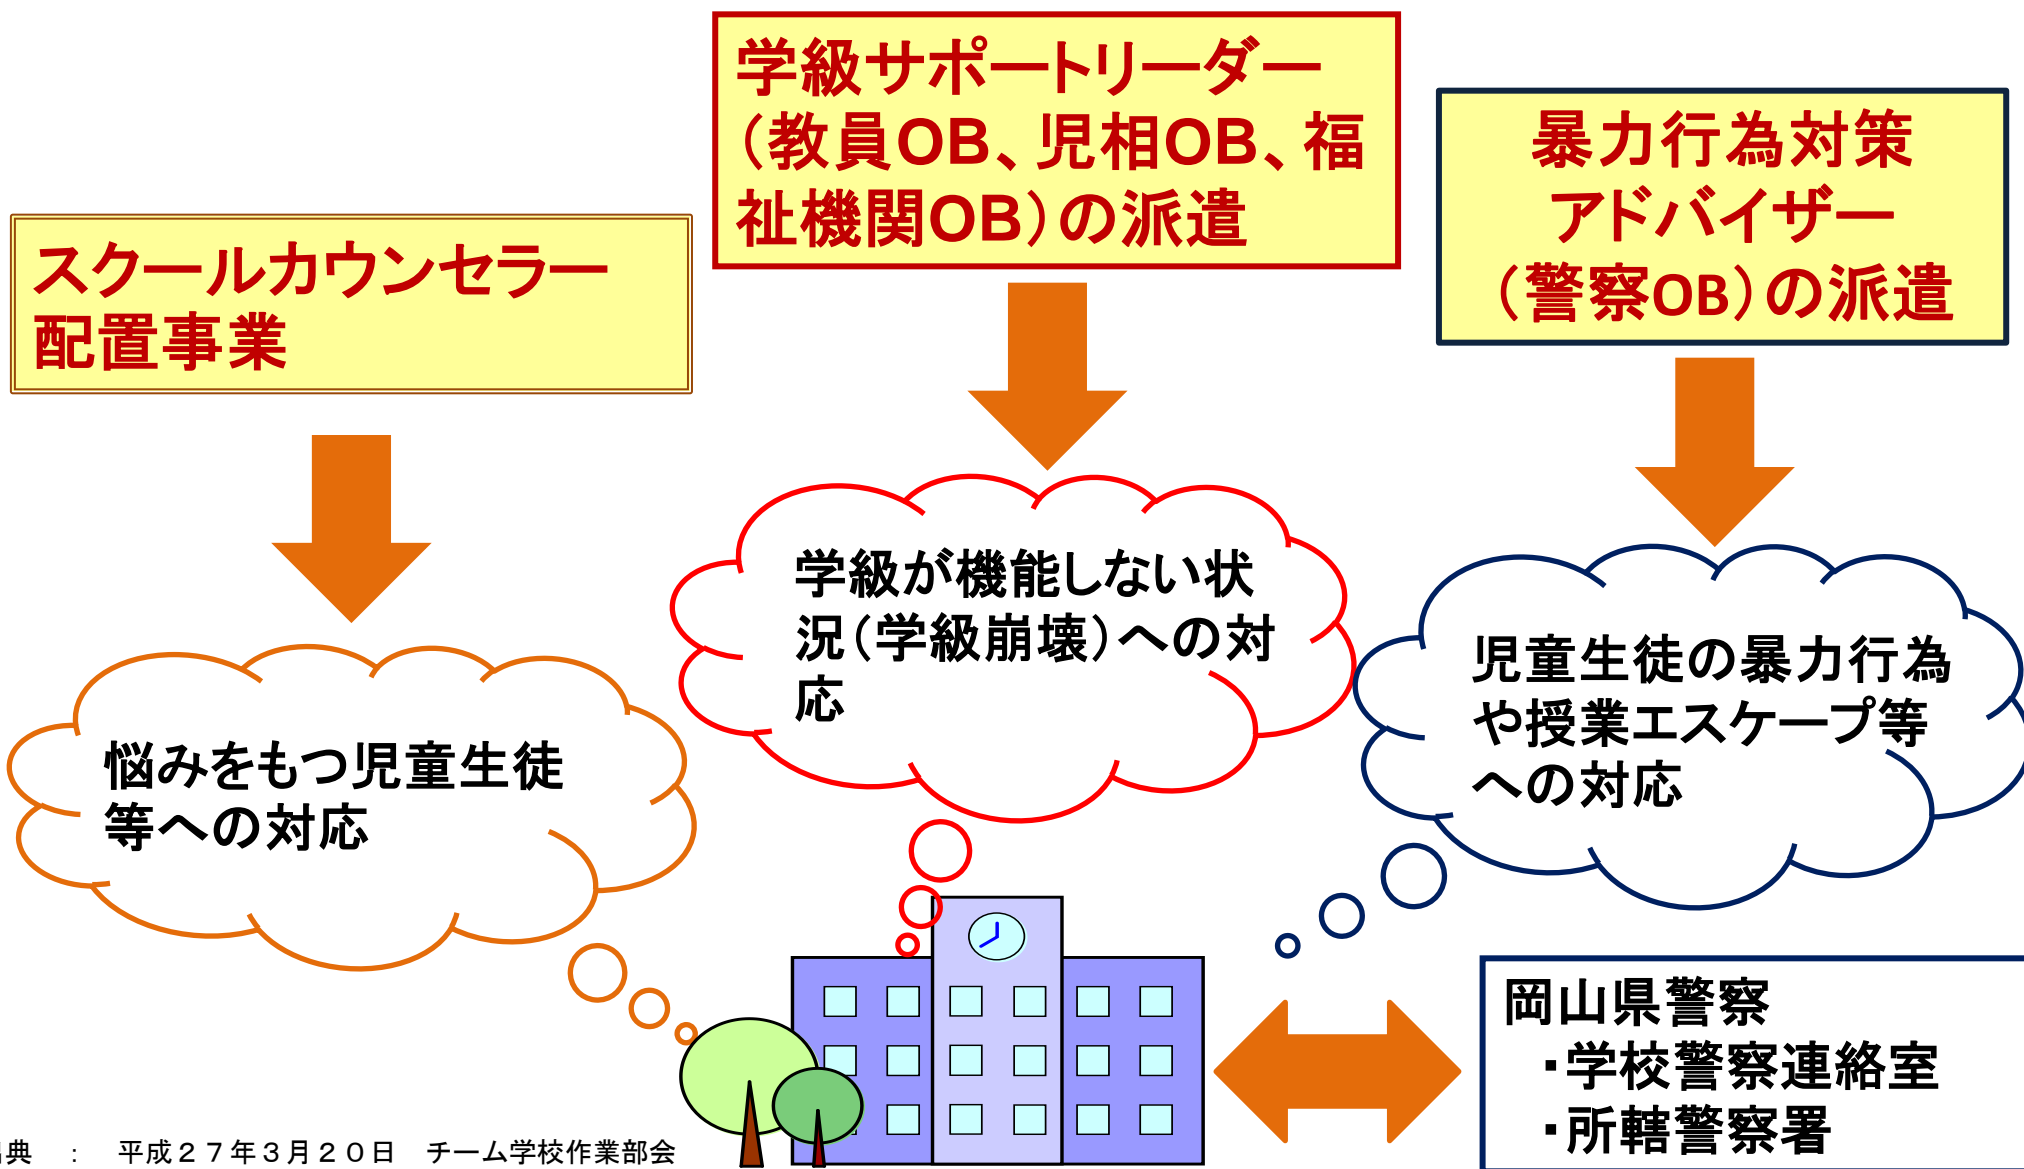 学級サポートリーダー
（教員OB、児相OB、福
祉機関OB）の派遣
暴力行為対策
アドバイザー
（警察OB）の派遣
スクールカウンセラー
配置事業
学級が機能しない状
況（学級崩壊）への対
応
児童生徒の暴力行為
や授業エスケープ等
への対応
悩みをもつ児童生徒
等への対応
岡山県警察
・学校警察連絡室
・所轄警察署
典　：　平成２７年３月２０日　チーム学校作業部会